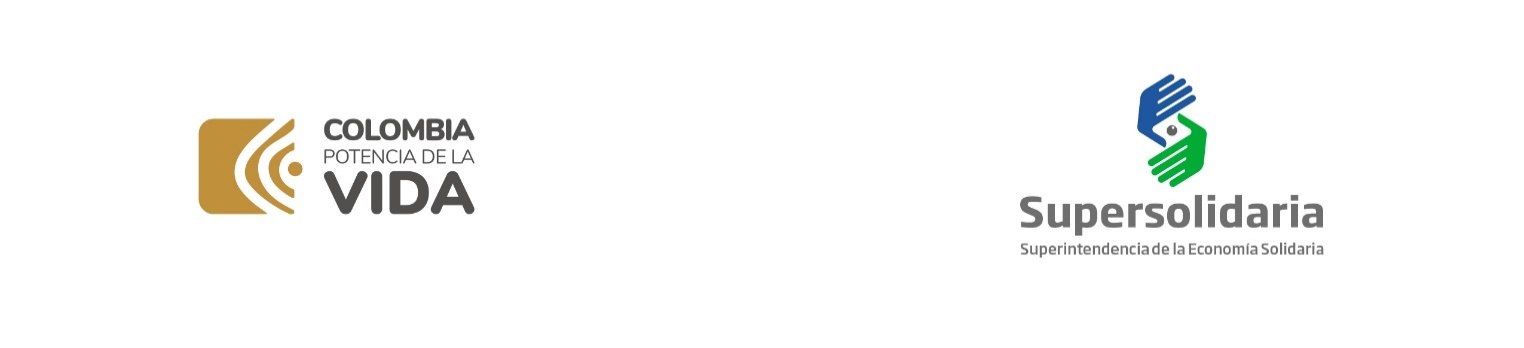 COLOMBIA
POTENCIA DE LA
VIDA
Supersolidaria
Superintendencia de la Economía Solidaria